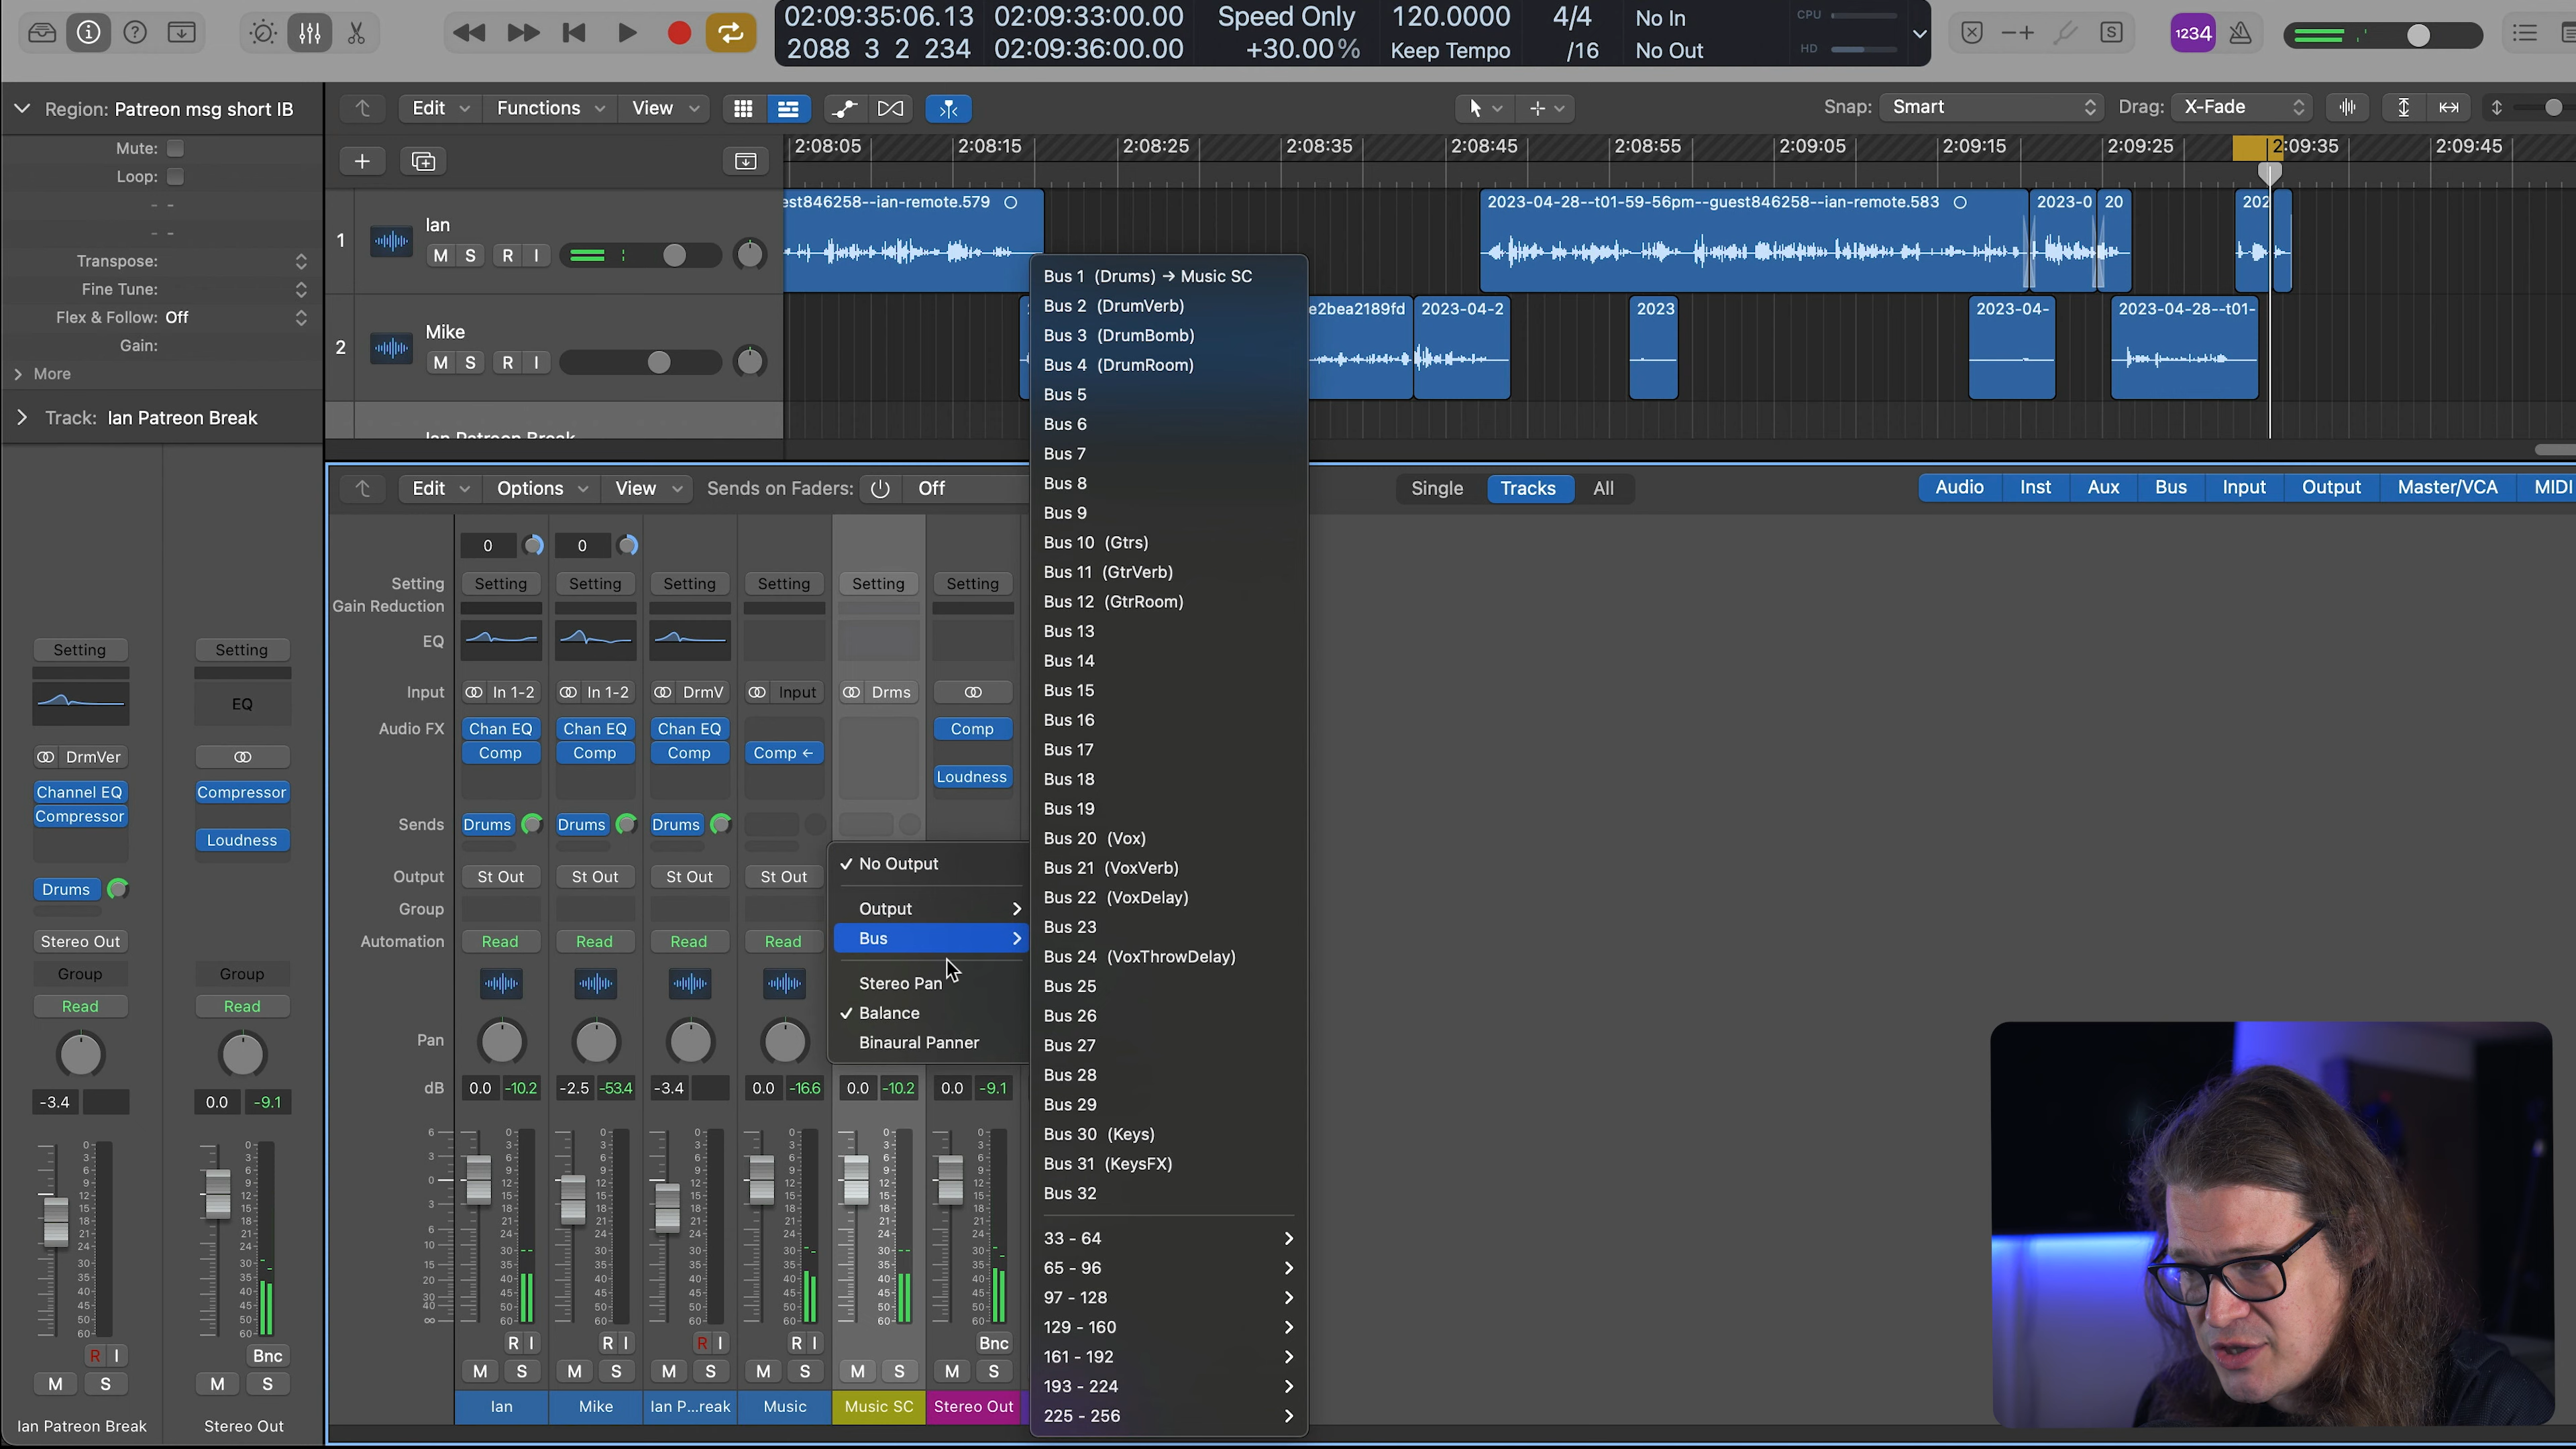 02:09:35:06.13
2088 3 2 234
02:09:33:00.00
02:09:36:00.00
Speed Only
+30.00%
120.0000
Keep Tempo
4/4
/16
No In
No Out
CPU
HD
1234
Region: Patreon msg short IB
Mute:
Loop:
Transpose:
Fine Tune:
Flex & Follow: Off
Gain:
More
Track: Ian Patreon Break
Edit
Functions
View
Snap: Smart
Drag: X-Fade
2:08:05
2:08:15
2:08:25
2:08:35
2:08:45
2:08:55
2:09:05
2:09:15
2:09:25
2:09:35
2:09:45
1
Ian
M S R I
est846258--ian-remote.579
2023-04-28--t01-59-56pm--guest846258--ian-remote.583
2023-0
20
202
2
Mike
M S R I
e2bea2189fd
2023-04-2
2023
2023-04-
2023-04-28--t01-
Ian Patreon Break
Edit
Options
View
Sends on Faders:
Off
Single
Tracks
All
Audio
Inst
Aux
Bus
Input
Output
Master/VCA
MIDI
0
0
Setting
Setting Setting Setting Setting Setting Setting
Gain Reduction
EQ
Input
In 1-2 In 1-2 DrmV Input Drms
Audio FX
Chan EQ Chan EQ Chan EQ Comp
Comp Comp Comp Comp ←
Loudness
Sends
Drums Drums Drums
Output
St Out St Out St Out St Out
Group
Automation
Read Read Read Read
Pan
dB
0.0 -10.2 -2.5 -53.4 -3.4 0.0 -16.6 0.0 -10.2 0.0 -9.1
R I R I R I R I Bnc
M S M S M S M S M S M S
Ian
Mike
Ian P...reak
Music
Music SC
Stereo Out
Setting
Setting
EQ
DrmVer
Channel EQ
Compressor
Compressor
Loudness
Drums
Stereo Out
Group
Group
Read
Read
-3.4
0.0 -9.1
R I
Bnc
M S
M S
Ian Patreon Break
Stereo Out
✓ No Output
Output
Bus
Stereo Pan
✓ Balance
Binaural Panner
Bus 1 (Drums) → Music SC
Bus 2 (DrumVerb)
Bus 3 (DrumBomb)
Bus 4 (DrumRoom)
Bus 5
Bus 6
Bus 7
Bus 8
Bus 9
Bus 10 (Gtrs)
Bus 11 (GtrVerb)
Bus 12 (GtrRoom)
Bus 13
Bus 14
Bus 15
Bus 16
Bus 17
Bus 18
Bus 19
Bus 20 (Vox)
Bus 21 (VoxVerb)
Bus 22 (VoxDelay)
Bus 23
Bus 24 (VoxThrowDelay)
Bus 25
Bus 26
Bus 27
Bus 28
Bus 29
Bus 30 (Keys)
Bus 31 (KeysFX)
Bus 32
33 - 64
65 - 96
97 - 128
129 - 160
161 - 192
193 - 224
225 - 256